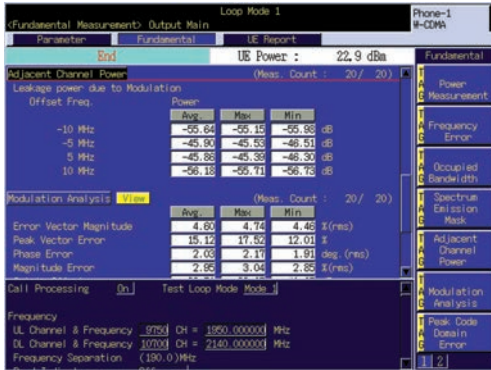 Loop Mode 1
Phone-1
<Fundamental Measurement> Output Main
W-CDMA
Parameter Fundamental UE Report
End UE Power : 22.9 dBm Fundamental
Adjacent Channel Power (Meas. Count : 20/ 20)
Leakage power due to Modulation
Offset Freq. Power
Avg. Max Min
-10 MHz -55.64 -55.15 -55.98 dB
-5 MHz -45.90 -45.53 -46.51 dB
5 MHz -45.86 -45.39 -46.30 dB
10 MHz -56.18 -55.71 -56.73 dB
Modulation Analysis View (Meas. Count : 20/ 20)
Avg. Max Min
Error Vector Magnitude 4.60 4.74 4.46 %(rms)
Peak Vector Error 15.12 17.52 12.01 %
Phase Error 2.03 2.17 1.91 deg.(rms)
Magnitude Error 2.95 3.04 2.85 %(rms)
Call Processing On Test Loop Mode Mode 1
Frequency
UL Channel & Frequency 9750 CH = 1950.000000 MHz
DL Channel & Frequency 10700 CH = 2140.000000 MHz
Frequency Separation (190.0)MHz
TAG Power Measurement
TAG Frequency Error
TAG Occupied Bandwidth
TAG Spectrum Emission Mask
TAG Adjacent Channel Power
TAG Modulation Analysis
TAG Peak Code Domain Error
1 2